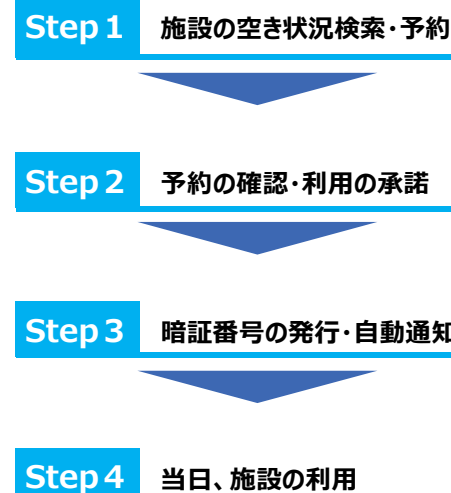 Step1 施設の空き状況検索・予約
Step2 予約の確認・利用の承諾
Step3 暗証番号の発行・自動通知
Step4 当日、施設の利用